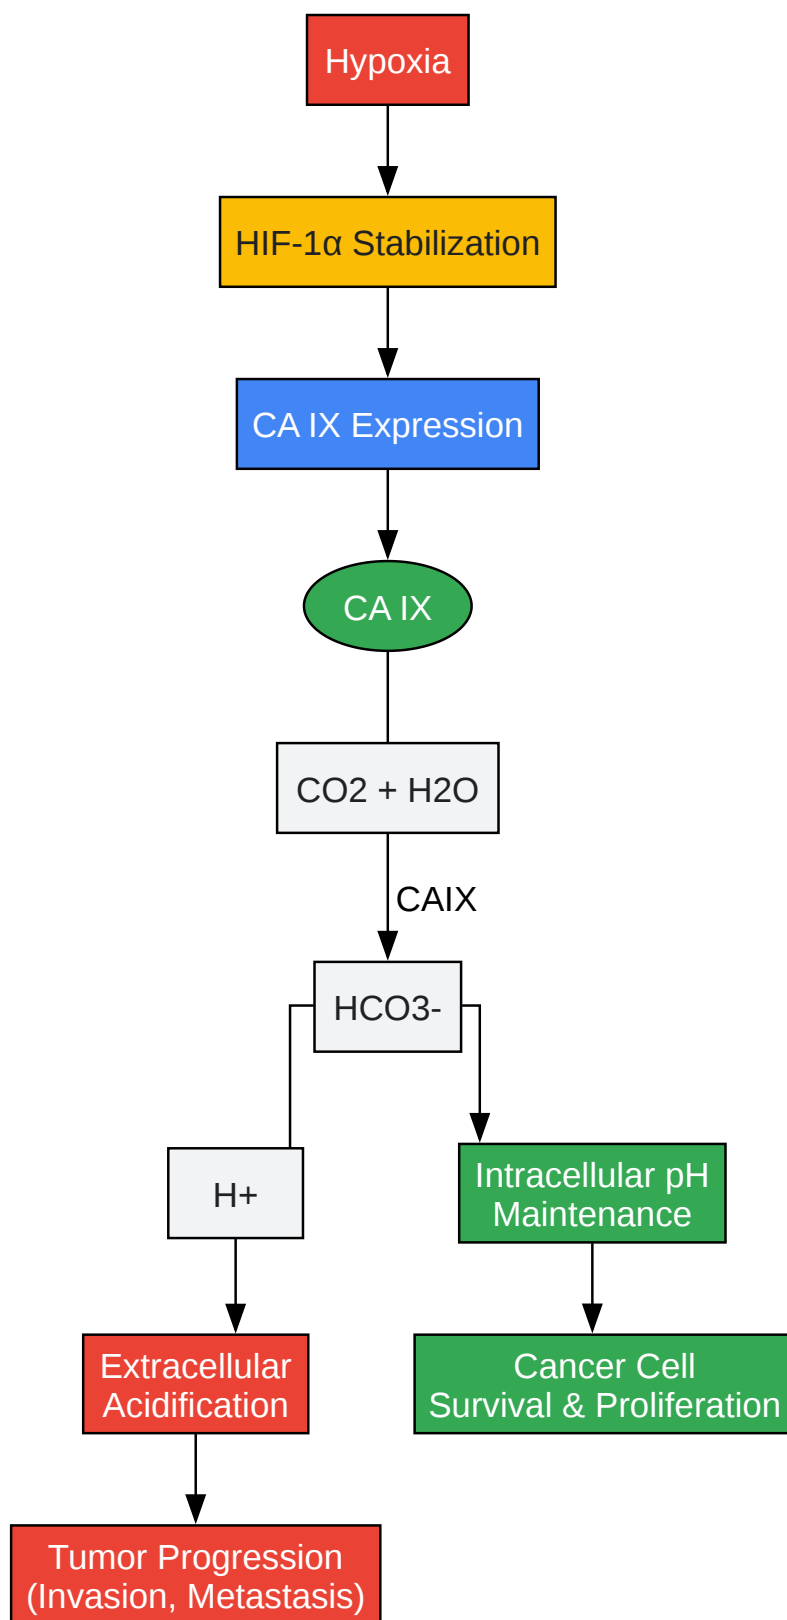 Hypoxia
HIF-1α Stabilization
CA IX Expression
CA IX
CO2 + H2O
CAIX
HCO3-
H+
Intracellular pH
Maintenance
Extracellular
Acidification
Cancer Cell
Survival & Proliferation
Tumor Progression
(Invasion, Metastasis)